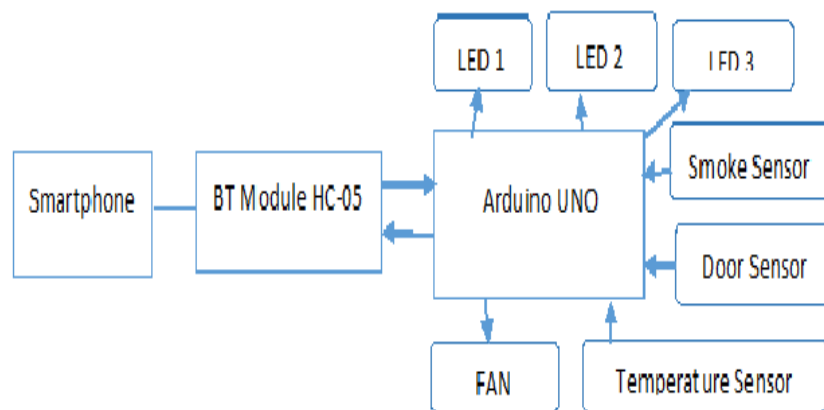 LED 1
LED 2
LED 3
Smartphone
BT Module HC-05
Arduino UNO
Smoke Sensor
Door Sensor
FAN
Temperature Sensor